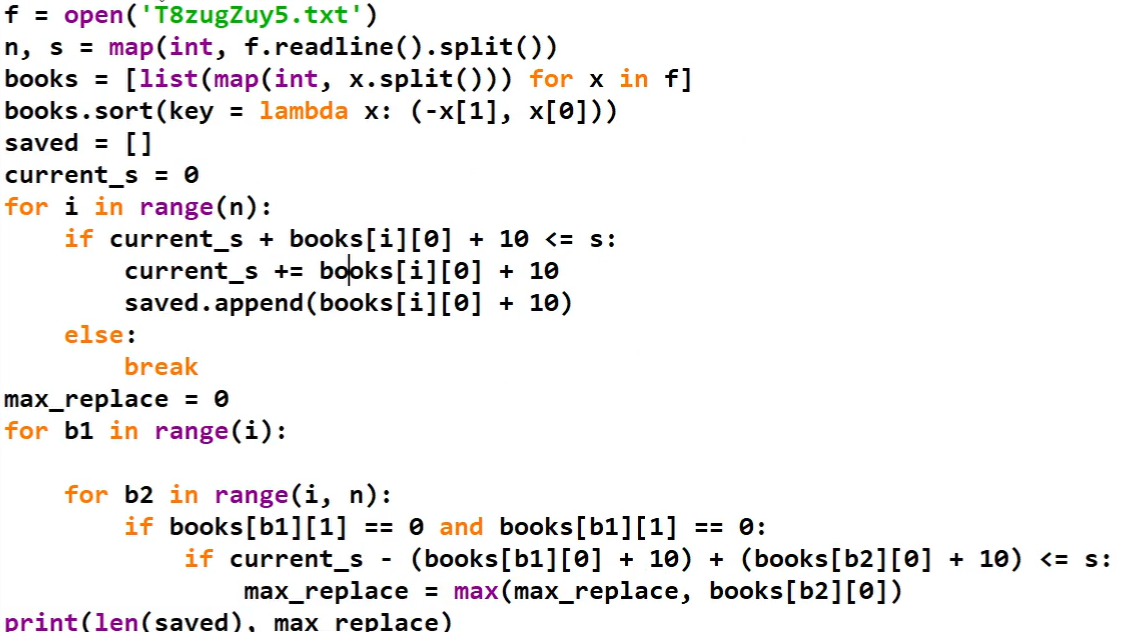 f = open('T8zugZuy5.txt')
n, s = map(int, f.readline().split())
books = [list(map(int, x.split())) for x in f]
books.sort(key = lambda x: (-x[1], x[0]))
saved = []
current_s = 0
for i in range(n):
    if current_s + books[i][0] + 10 <= s:
        current_s += books[i][0] + 10
        saved.append(books[i][0] + 10)
    else:
        break
max_replace = 0
for b1 in range(i):

    for b2 in range(i, n):
        if books[b1][1] == 0 and books[b1][1] == 0:
            if current_s - (books[b1][0] + 10) + (books[b2][0] + 10) <= s:
                max_replace = max(max_replace, books[b2][0])
print(len(saved), max_replace)